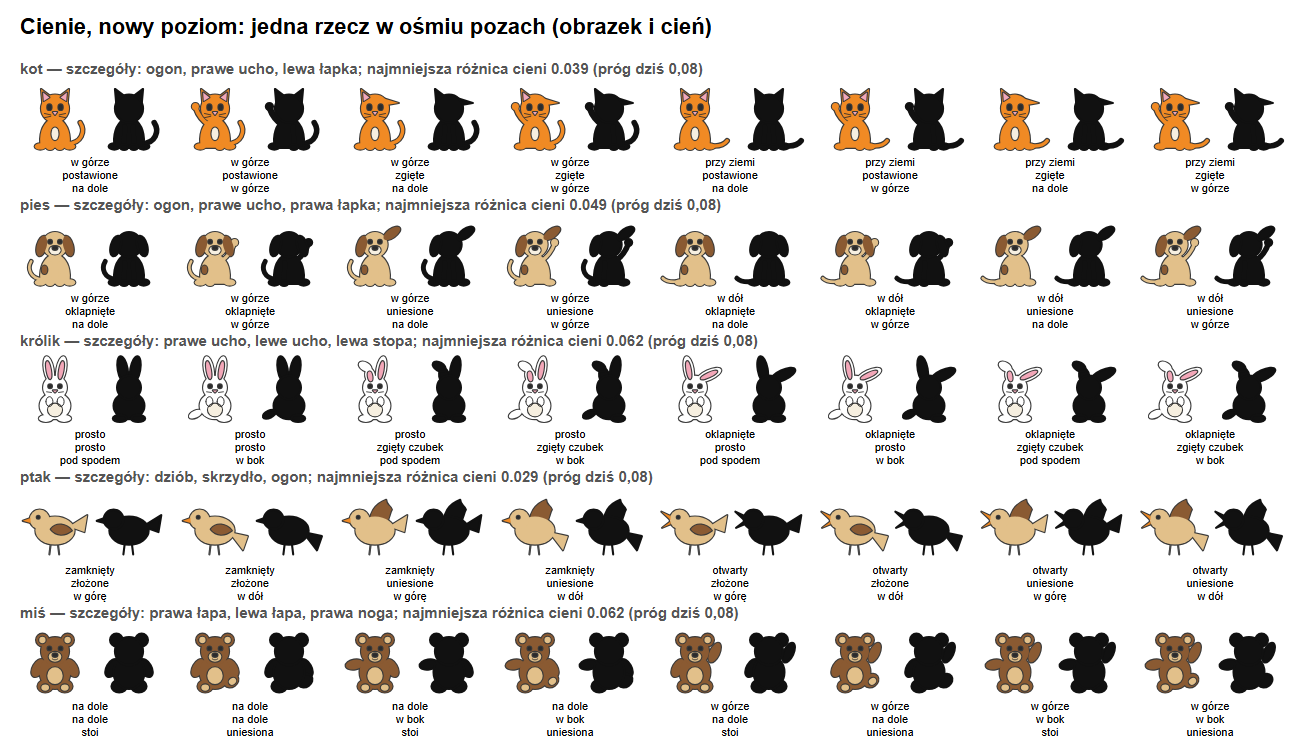 Cienie, nowy poziom: jedna rzecz w ośmiu pozach (obrazek i cień)
kot — szczegóły: ogon, prawe ucho, lewa łapka; najmniejsza różnica cieni 0.039 (próg dziś 0,08)
w górze w górze w górze w górze przy ziemi przy ziemi przy ziemi przy ziemi
postawione postawione zgięte zgięte postawione postawione zgięte zgięte
na dole w górze na dole w górze na dole w górze na dole w górze
pies — szczegóły: ogon, prawe ucho, prawa łapka; najmniejsza różnica cieni 0.049 (próg dziś 0,08)
w górze w górze w górze w górze w dół w dół w dół w dół
oklapnięte oklapnięte uniesione uniesione oklapnięte oklapnięte uniesione uniesione
na dole w górze na dole w górze na dole w górze na dole w górze
królik — szczegóły: prawe ucho, lewe ucho, lewa stopa; najmniejsza różnica cieni 0.062 (próg dziś 0,08)
prosto prosto prosto prosto oklapnięte oklapnięte oklapnięte oklapnięte
prosto prosto zgięty czubek zgięty czubek prosto prosto zgięty czubek zgięty czubek
pod spodem w bok pod spodem w bok pod spodem w bok pod spodem w bok
ptak — szczegóły: dziób, skrzydło, ogon; najmniejsza różnica cieni 0.029 (próg dziś 0,08)
zamknięty zamknięty zamknięty zamknięty otwarty otwarty otwarty otwarty
złożone złożone uniesione uniesione złożone złożone uniesione uniesione
w górę w dół w górę w dół w górę w dół w górę w dół
miś — szczegóły: prawa łapa, lewa łapa, prawa noga; najmniejsza różnica cieni 0.062 (próg dziś 0,08)
na dole na dole na dole na dole w górze w górze w górze w górze
na dole na dole w bok w bok na dole na dole w bok w bok
stoi uniesiona stoi uniesiona stoi uniesiona stoi uniesiona